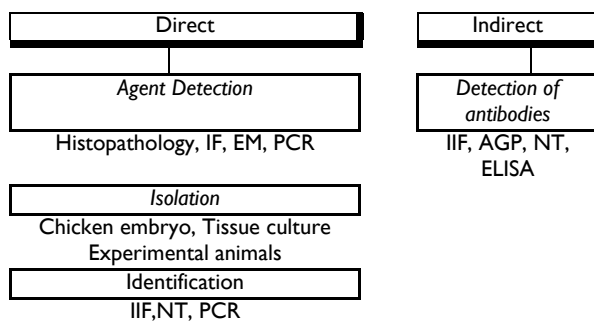 Direct
Agent Detection
Histopathology, IF, EM, PCR
Isolation
Chicken embryo, Tissue culture
Experimental animals
Identification
IIF,NT, PCR
Indirect
Detection of
antibodies
IIF, AGP, NT,
ELISA